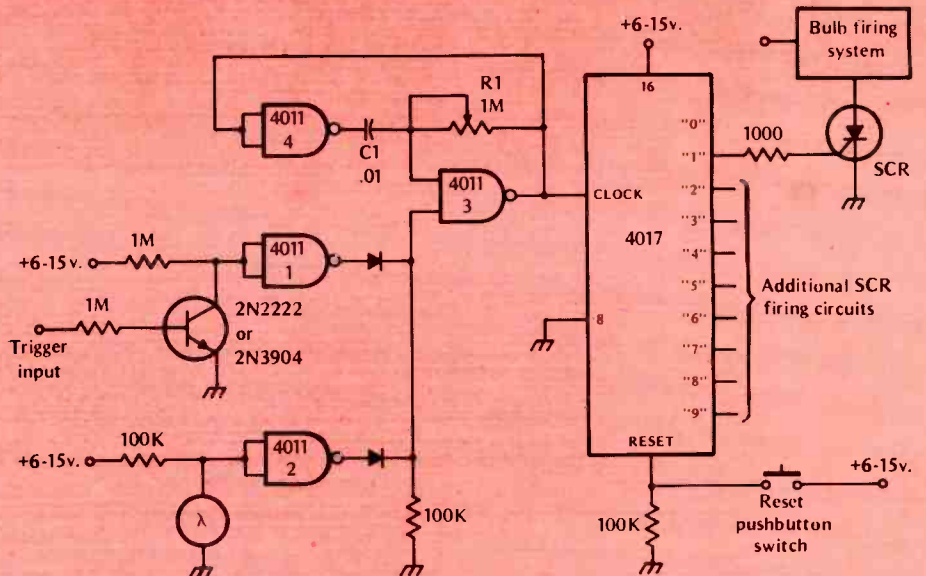 +6-15v.
Bulb firing
system
R1
1M
16
4011
4
C1
.01
"0"
1000
"1"
SCR
4011
3
CLOCK
"2"
"3"
4017
"4"
1M
+6-15v.
4011
1
"5"
Additional SCR
firing circuits
1M
2N2222
or
2N3904
8
"6"
Trigger
input
"7"
"8"
"9"
100K
+6-15v.
4011
2
RESET
λ
100K
100K
Reset
pushbutton
switch
+6-15v.